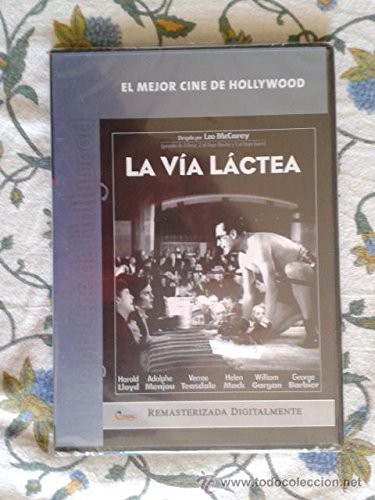 EL MEJOR CINE DE HOLLYWOOD
Dirigida por Leo McCarey
LA VÍA LÁCTEA
Harold Lloyd
Adolphe Menjou
Verree Teasdale
Helen Mack
William Gargan
George Barbier
REMASTERIZADA DIGITALMENTE
www.todocoleccion.net